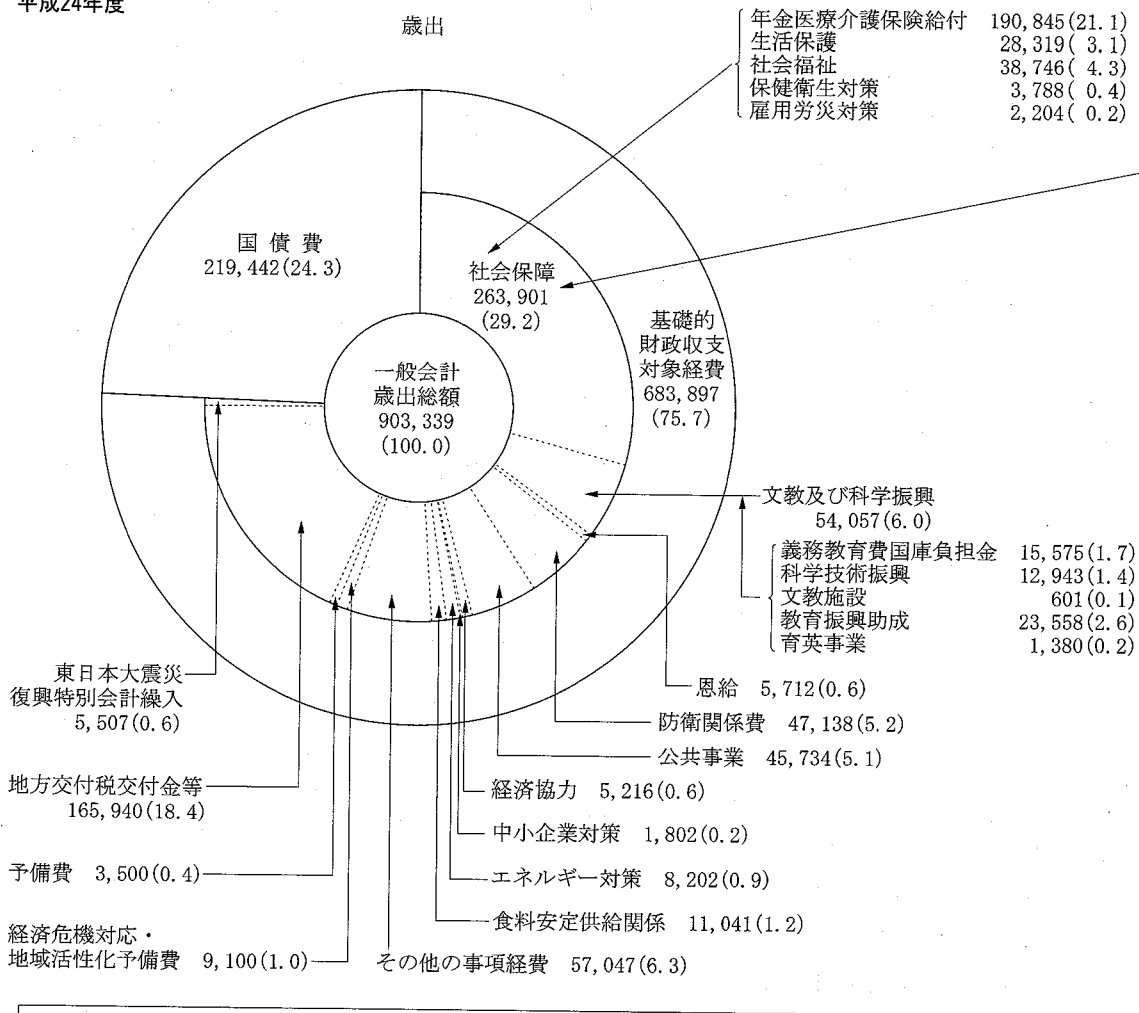 平成24年度
歳出
年金医療介護保険給付 190,845(21.1)
生活保護 28,319( 3.1)
社会福祉 38,746( 4.3)
保健衛生対策 3,788( 0.4)
雇用労災対策 2,204( 0.2)
国債費
219,442(24.3)
社会保障
263,901
(29.2)
基礎的
財政収支
対象経費
683,897
(75.7)
一般会計
歳出総額
903,339
(100.0)
文教及び科学振興
54,057(6.0)
義務教育費国庫負担金 15,575(1.7)
科学技術振興 12,943(1.4)
文教施設 601(0.1)
教育振興助成 23,558(2.6)
育英事業 1,380(0.2)
恩給 5,712(0.6)
防衛関係費 47,138(5.2)
公共事業 45,734(5.1)
経済協力 5,216(0.6)
中小企業対策 1,802(0.2)
エネルギー対策 8,202(0.9)
食料安定供給関係 11,041(1.2)
その他の事項経費 57,047(6.3)
東日本大震災
復興特別会計繰入
5,507(0.6)
地方交付税交付金等
165,940(18.4)
予備費 3,500(0.4)
経済危機対応・
地域活性化予備費 9,100(1.0)